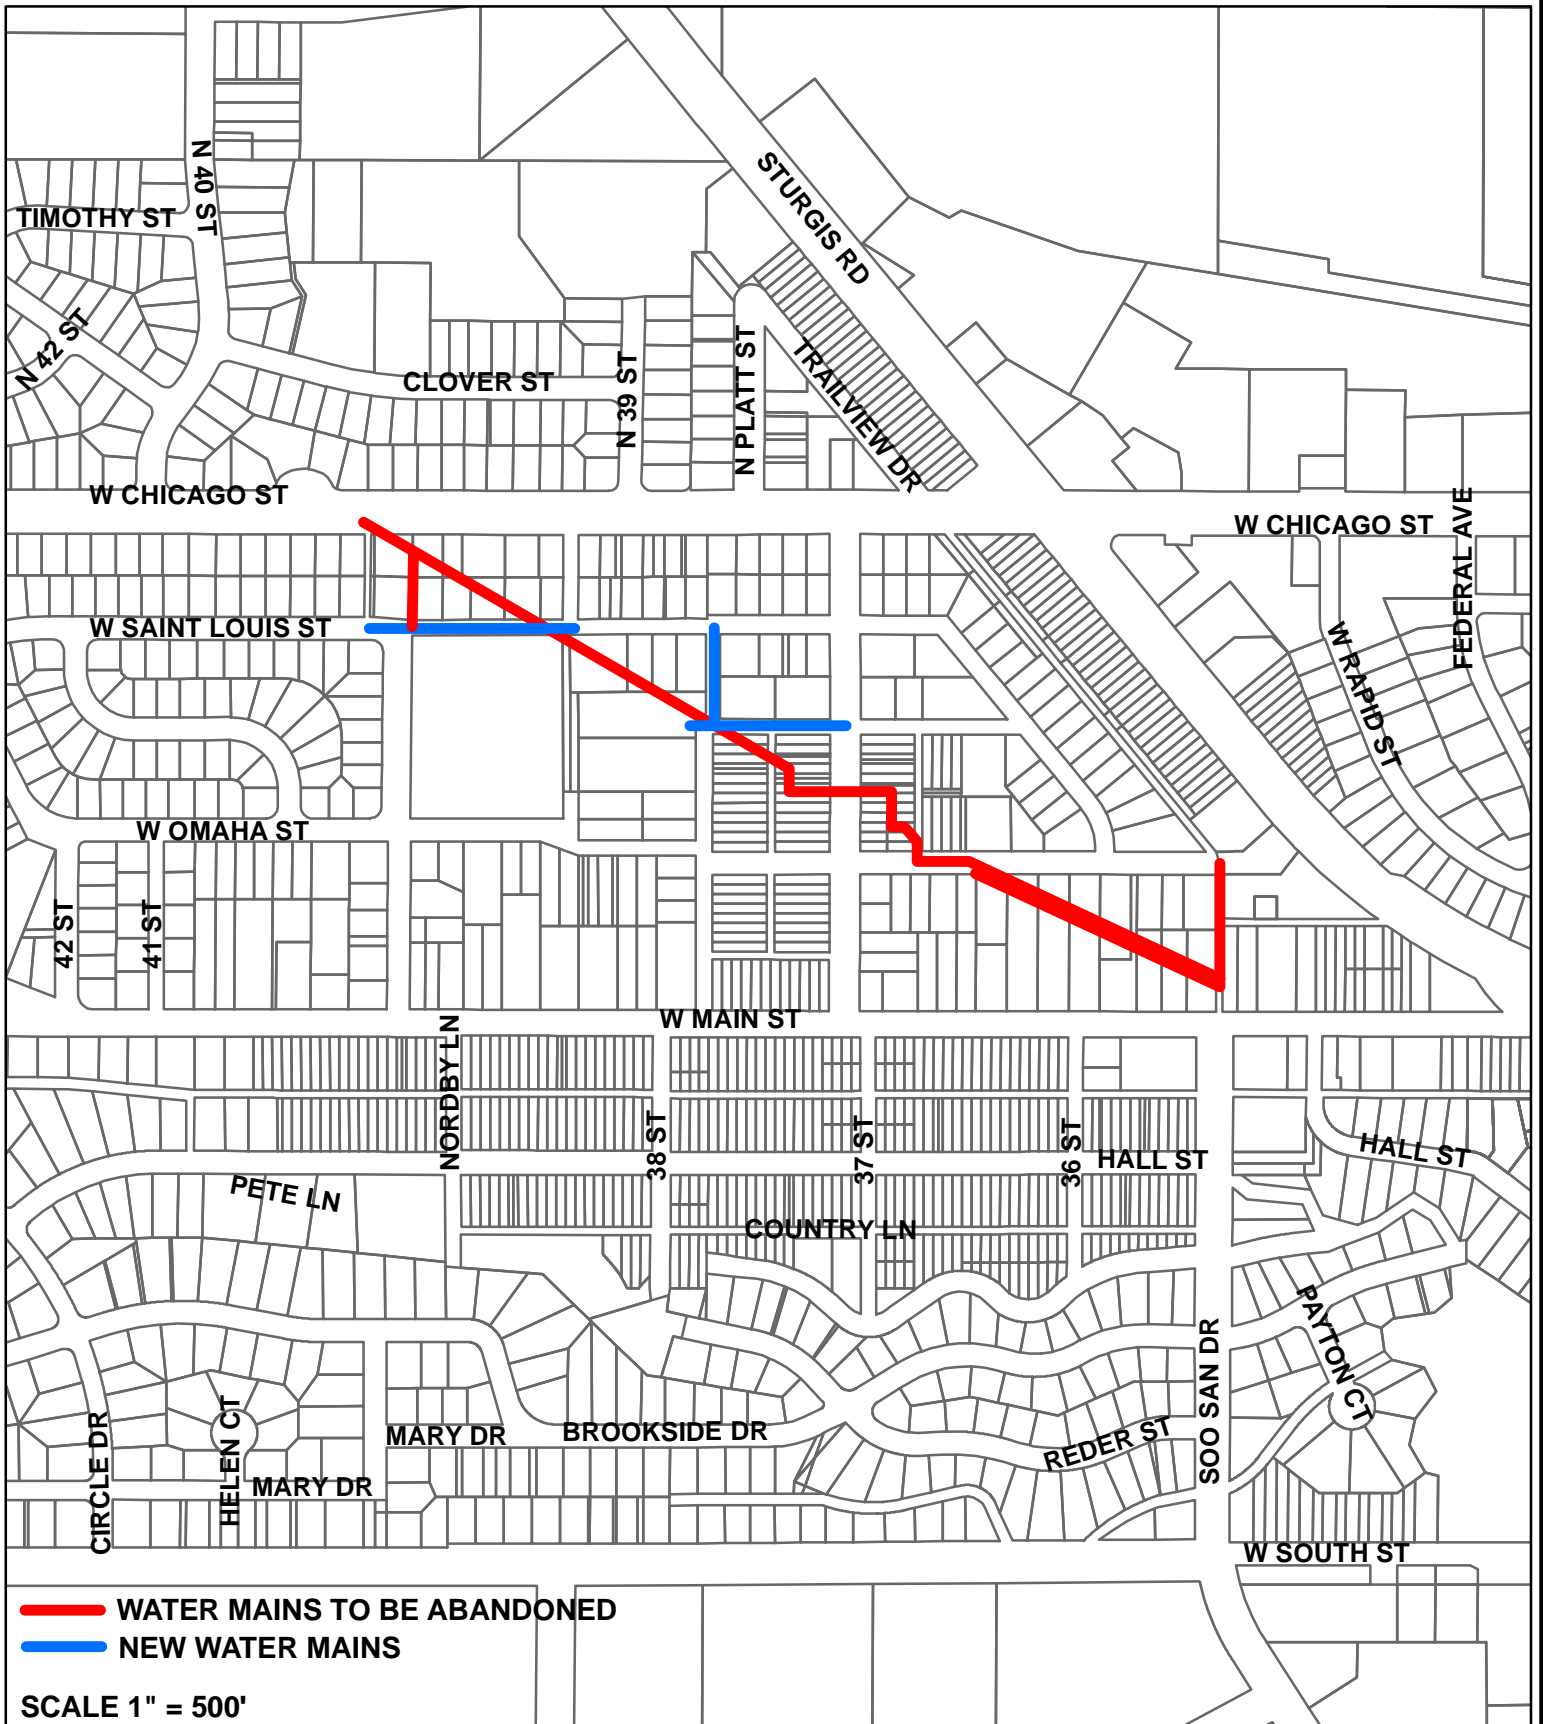 N 40 ST
STURGIS RD
TIMOTHY ST
N 42 ST
CLOVER ST
N 39 ST
N PLATT ST
TRAILVIEW DR
W CHICAGO ST
W CHICAGO ST
FEDERAL AVE
W SAINT LOUIS ST
W RAPID ST
W OMAHA ST
42 ST
41 ST
W MAIN ST
NORDBY LN
38 ST
37 ST
36 ST
HALL ST
HALL ST
PETE LN
COUNTRY LN
PAYTON CT
SOO SAN DR
CIRCLE DR
HELEN CT
MARY DR
BROOKSIDE DR
REDER ST
MARY DR
W SOUTH ST
WATER MAINS TO BE ABANDONED
NEW WATER MAINS
SCALE 1" = 500'